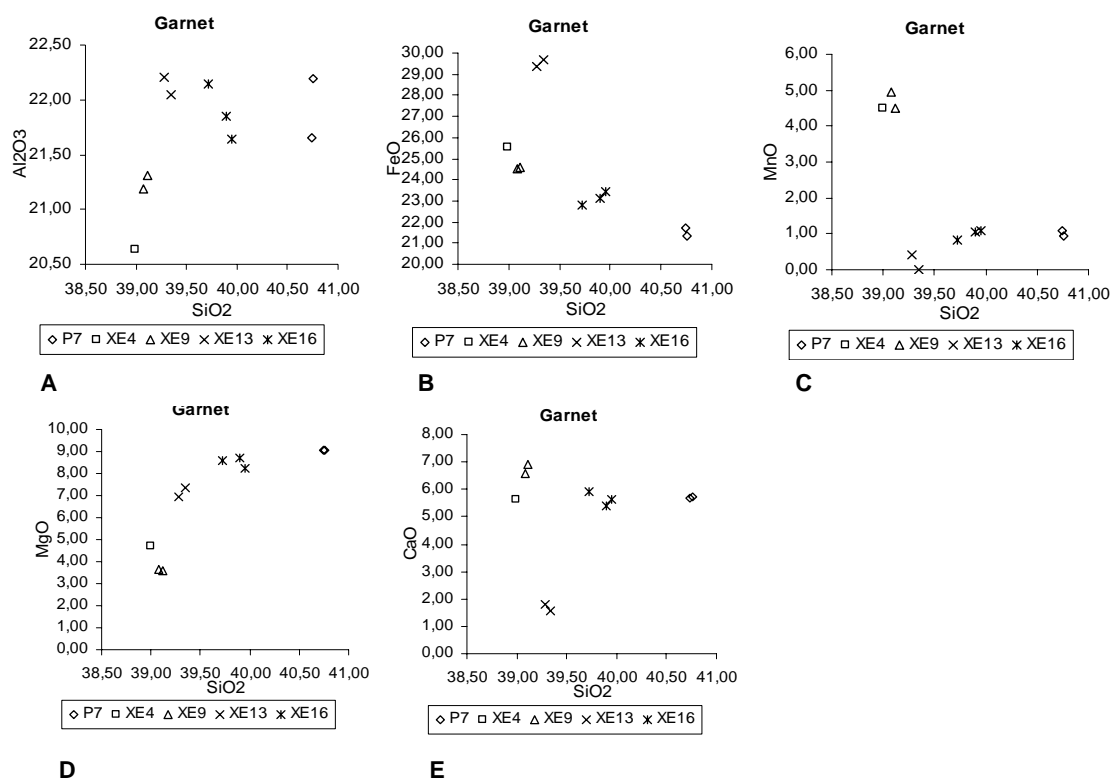 Garnet
22,50
22,00
21,50
21,00
20,50
Al2O3
38,50 39,00 39,50 40,00 40,50 41,00
SiO2
P7 XE4 XE9 XE13 XE16
A
Garnet
30,00
29,00
28,00
27,00
26,00
25,00
24,00
23,00
22,00
21,00
20,00
FeO
38,50 39,00 39,50 40,00 40,50 41,00
SiO2
P7 XE4 XE9 XE13 XE16
B
Garnet
6,00
5,00
4,00
3,00
2,00
1,00
0,00
MnO
38,50 39,00 39,50 40,00 40,50 41,00
SiO2
P7 XE4 XE9 XE13 XE16
C
Garnet
10,00
9,00
8,00
7,00
6,00
5,00
4,00
3,00
2,00
1,00
0,00
MgO
38,50 39,00 39,50 40,00 40,50 41,00
SiO2
P7 XE4 XE9 XE13 XE16
D
Garnet
8,00
7,00
6,00
5,00
4,00
3,00
2,00
1,00
0,00
CaO
38,50 39,00 39,50 40,00 40,50 41,00
SiO2
P7 XE4 XE9 XE13 XE16
E